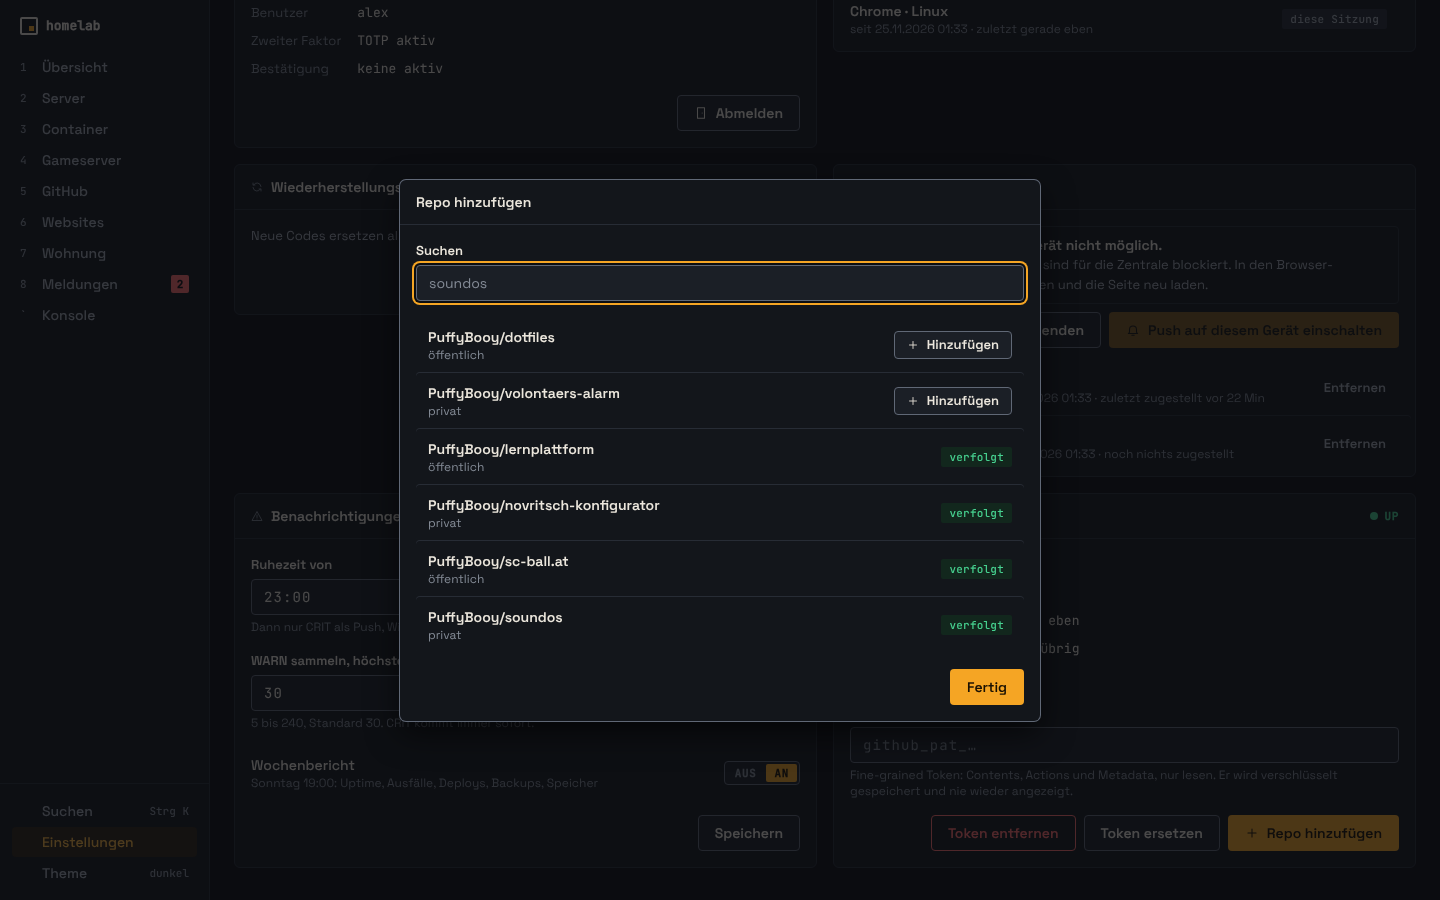 homelab
1 Übersicht
2 Server
3 Container
4 Gameserver
5 GitHub
6 Websites
7 Wohnung
8 Meldungen 2
` Konsole
Suchen Strg K
Einstellungen
Theme dunkel
Benutzer alex
Zweiter Faktor TOTP aktiv
Bestätigung keine aktiv
Abmelden
Chrome · Linux
seit 25.11.2026 01:33 · zuletzt gerade eben
diese Sitzung
Wiederherstellungs
Neue Codes ersetzen al
erät nicht möglich.
sind für die Zentrale blockiert. In den Browser-
en und die Seite neu laden.
enden
Push auf diesem Gerät einschalten
26 01:33 · zuletzt zugestellt vor 22 Min
Entfernen
026 01:33 · noch nichts zugestellt
Entfernen
Repo hinzufügen
Suchen
soundos
PuffyBooy/dotfiles
öffentlich
+ Hinzufügen
PuffyBooy/volontaers-alarm
privat
+ Hinzufügen
PuffyBooy/lernplattform
öffentlich
verfolgt
PuffyBooy/novritsch-konfigurator
privat
verfolgt
PuffyBooy/sc-ball.at
öffentlich
verfolgt
PuffyBooy/soundos
privat
verfolgt
Fertig
Benachrichtigunge
Ruhezeit von
23:00
Dann nur CRIT als Push, W
WARN sammeln, höchste
30
5 bis 240, Standard 30, CRIT kommt immer sofort.
Wochenbericht
Sonntag 19:00: Uptime, Ausfälle, Deploys, Backups, Speicher
AUS AN
Speichern
UP
eben
übrig
github_pat_…
Fine-grained Token: Contents, Actions und Metadata, nur lesen. Er wird verschlüsselt
gespeichert und nie wieder angezeigt.
Token entfernen
Token ersetzen
+ Repo hinzufügen